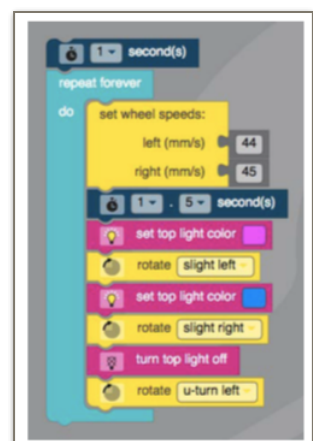 1 second(s)
repeat forever
do set wheel speeds:
left (mm/s) 44
right (mm/s) 45
1 . 5 second(s)
set top light color
rotate slight left
set top light color
rotate slight right
turn top light off
rotate u-turn left